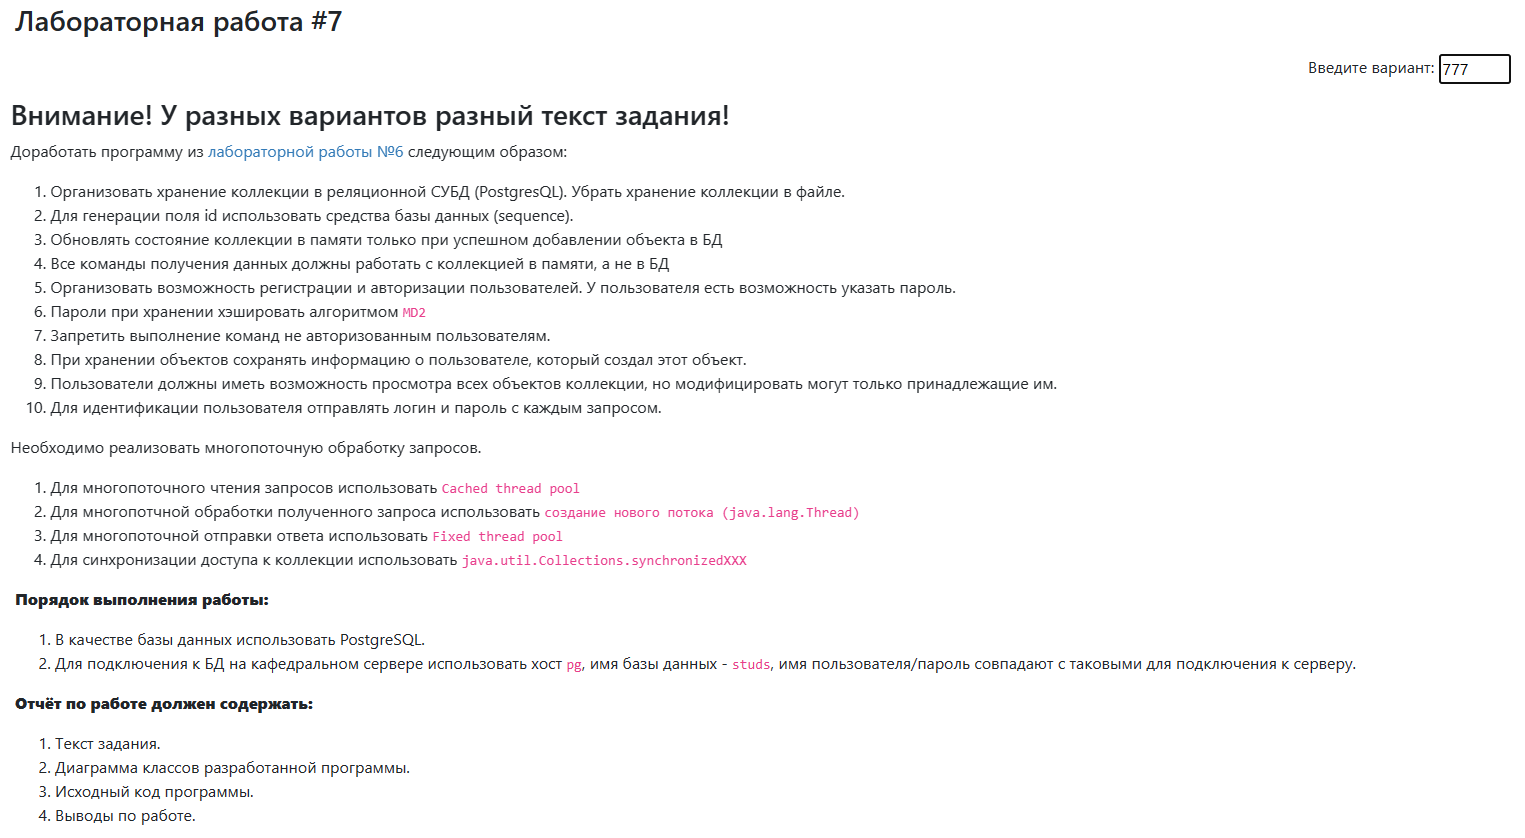 Лабораторная работа #7
Введите вариант: 777
Внимание! У разных вариантов разный текст задания!
Доработать программу из лабораторной работы №6 следующим образом:
1. Организовать хранение коллекции в реляционной СУБД (PostgresQL). Убрать хранение коллекции в файле.
2. Для генерации поля id использовать средства базы данных (sequence).
3. Обновлять состояние коллекции в памяти только при успешном добавлении объекта в БД
4. Все команды получения данных должны работать с коллекцией в памяти, а не в БД
5. Организовать возможность регистрации и авторизации пользователей. У пользователя есть возможность указать пароль.
6. Пароли при хранении хэшировать алгоритмом MD2
7. Запретить выполнение команд не авторизованным пользователям.
8. При хранении объектов сохранять информацию о пользователе, который создал этот объект.
9. Пользователи должны иметь возможность просмотра всех объектов коллекции, но модифицировать могут только принадлежащие им.
10. Для идентификации пользователя отправлять логин и пароль с каждым запросом.
Необходимо реализовать многопоточную обработку запросов.
1. Для многопоточного чтения запросов использовать Cached thread pool
2. Для многопотчной обработки полученного запроса использовать создание нового потока (java.lang.Thread)
3. Для многопоточной отправки ответа использовать Fixed thread pool
4. Для синхронизации доступа к коллекции использовать java.util.Collections.synchronizedXXX
Порядок выполнения работы:
1. В качестве базы данных использовать PostgreSQL.
2. Для подключения к БД на кафедральном сервере использовать хост pg, имя базы данных - studs, имя пользователя/пароль совпадают с таковыми для подключения к серверу.
Отчёт по работе должен содержать:
1. Текст задания.
2. Диаграмма классов разработанной программы.
3. Исходный код программы.
4. Выводы по работе.